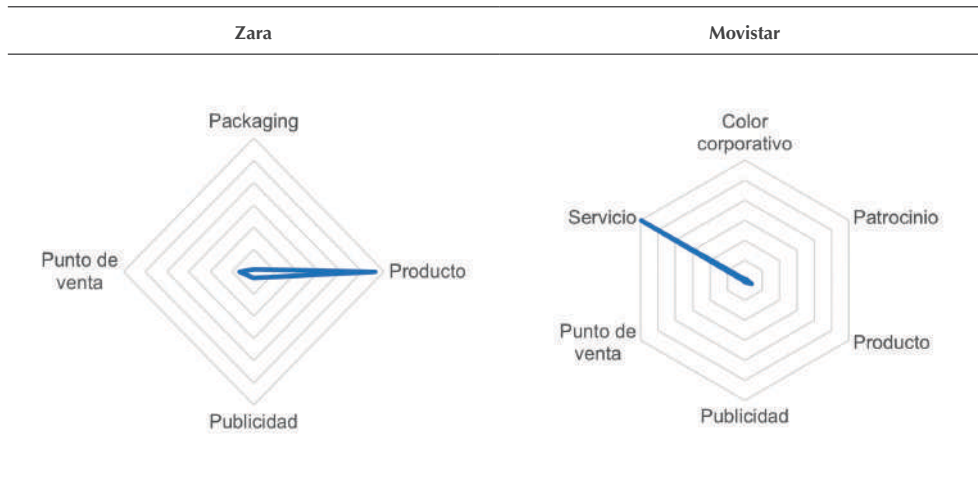 Zara
Movistar
Packaging
Punto de
venta
Producto
Publicidad
Color
corporativo
Servicio
Patrocinio
Punto de
venta
Producto
Publicidad